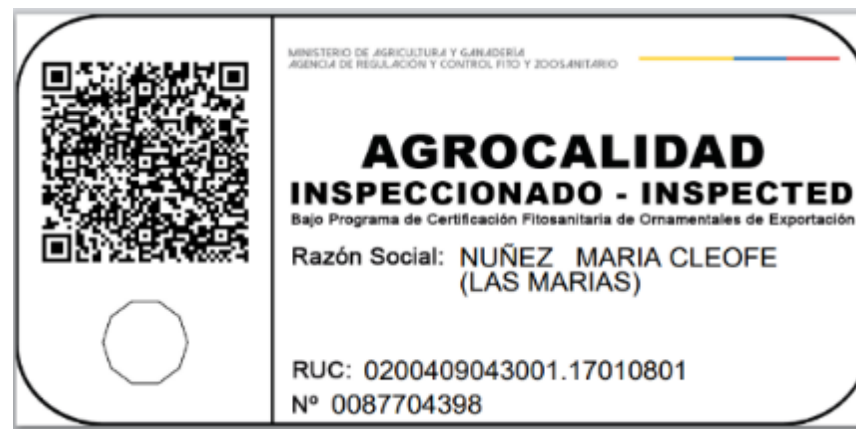 MINISTERIO DE AGRICULTURA Y GANADERÍA
AGENCIA DE REGULACIÓN Y CONTROL FITO Y ZOOSANITARIO
AGROCALIDAD
INSPECCIONADO - INSPECTED
Bajo Programa de Certificación Fitosanitaria de Ornamentales de Exportación
Razón Social: NUÑEZ MARIA CLEOFE
(LAS MARIAS)
RUC: 0200409043001.17010801
Nº 0087704398